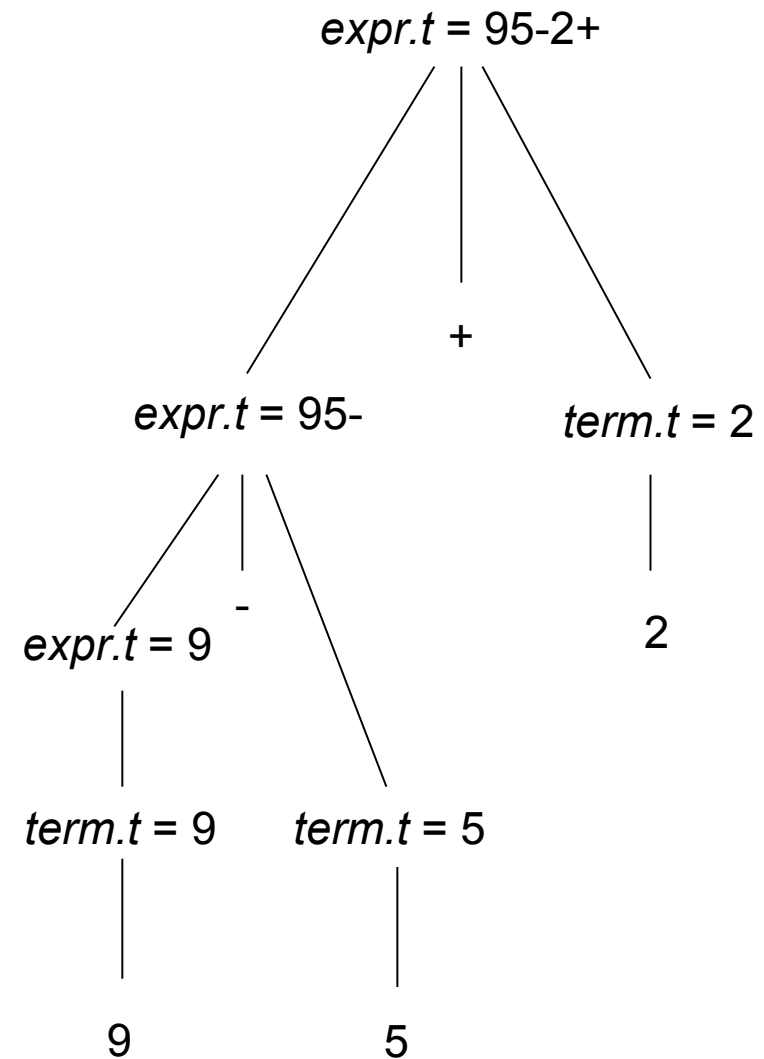 expr.t = 95-2+
+
expr.t = 95-
term.t = 2
-
expr.t = 9
2
term.t = 9
term.t = 5
9
5